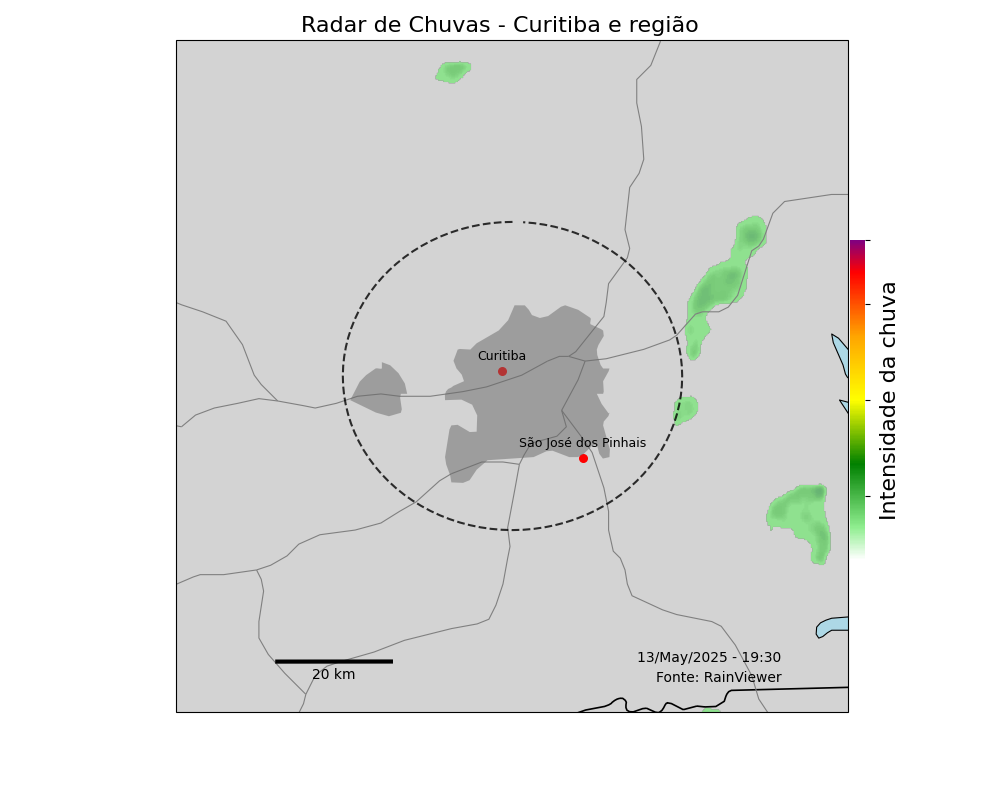 Radar de Chuvas - Curitiba e região
Curitiba
São José dos Pinhais
Intensidade da chuva
13/May/2025 - 19:30
20 km
Fonte: RainViewer